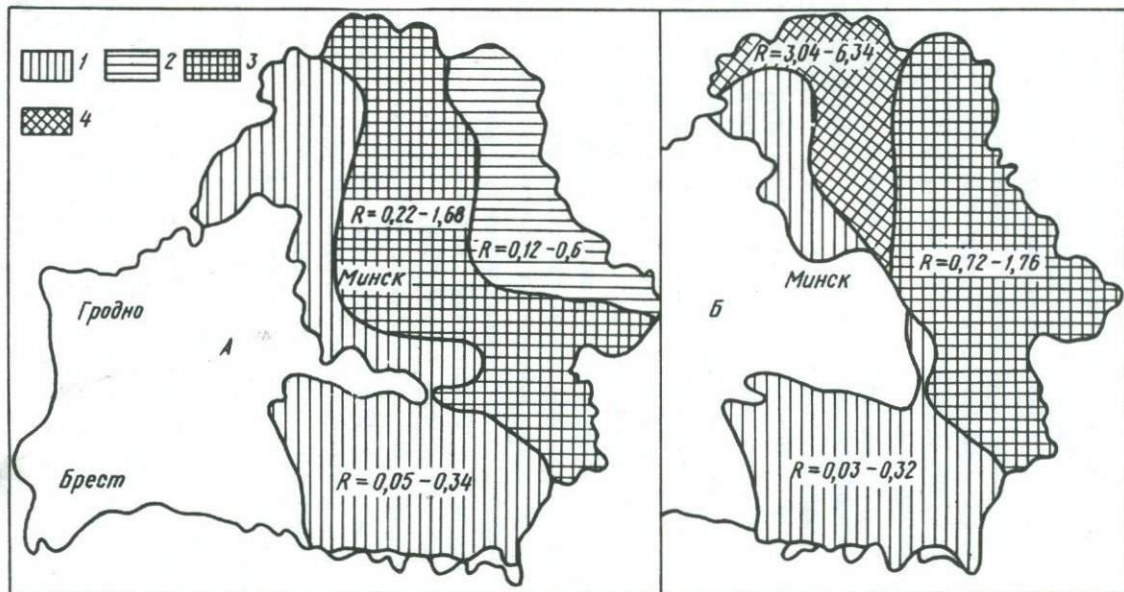 1
2
3
4
R=0,22-1,68
R=0,12-0,6
Минск
Гродно
А
R=0,05-0,34
Брест
R=3,04-6,34
R=0,72-1,76
Минск
Б
R=0,03-0,32